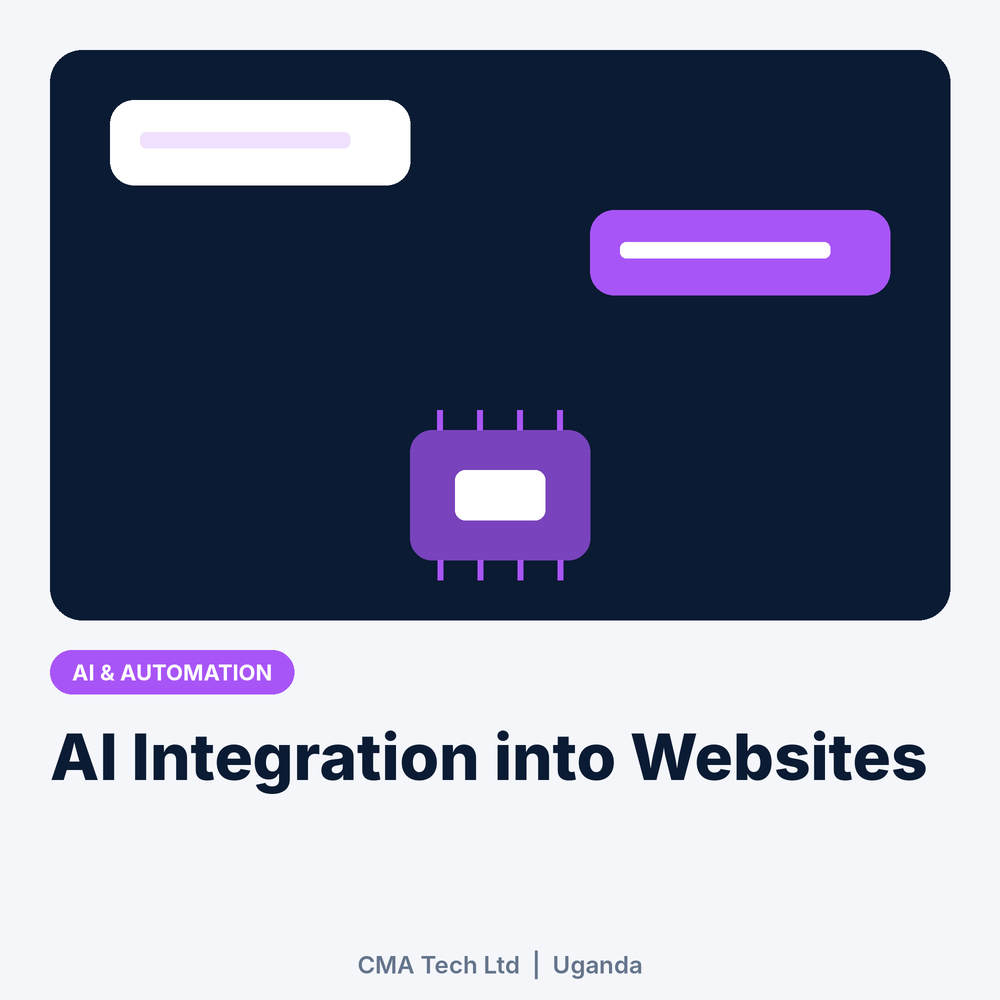 AI & AUTOMATION
AI Integration into Websites
CMA Tech Ltd | Uganda